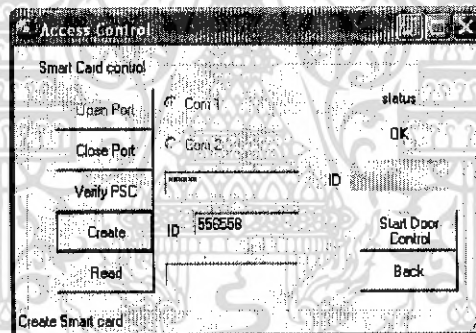 Access Control
Smart Card control
Open Port
Com 1
status
Close Port
Com 2
OK
Verify PSC
******
ID
Create
ID
556558
Start Door
Control
Read
Back
Create Smart card